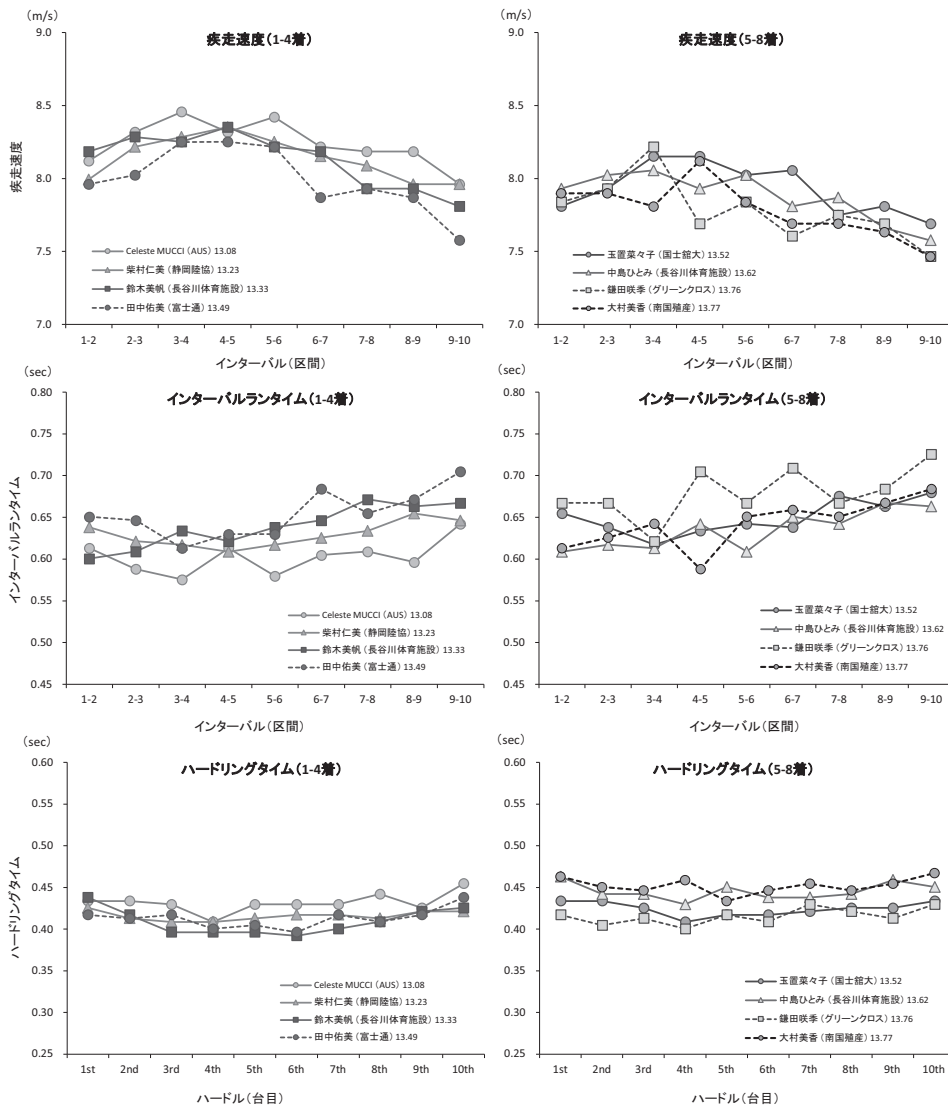 (m/s)
疾走速度(1-4着)
9.0
8.5
8.0
7.5
7.0
疾走速度
Celeste MUCCI (AUS) 13.08
柴村仁美 (静岡陸協) 13.23
鈴木美帆 (長谷川体育施設) 13.33
田中佑美 (富士通) 13.49
1-2 2-3 3-4 4-5 5-6 6-7 7-8 8-9 9-10
インターバル(区間)
(m/s)
疾走速度(5-8着)
9.0
8.5
8.0
7.5
7.0
玉置菜々子 (国士舘大) 13.52
中島ひとみ (長谷川体育施設) 13.62
鎌田咲季 (グリーンクロス) 13.76
大村美香 (南国殖産) 13.77
1-2 2-3 3-4 4-5 5-6 6-7 7-8 8-9 9-10
インターバル(区間)
(sec)
インターバルランタイム(1-4着)
0.80
0.75
0.70
0.65
0.60
0.55
0.50
0.45
インターバルランタイム
Celeste MUCCI (AUS) 13.08
柴村仁美 (静岡陸協) 13.23
鈴木美帆 (長谷川体育施設) 13.33
田中佑美 (富士通) 13.49
1-2 2-3 3-4 4-5 5-6 6-7 7-8 8-9 9-10
インターバル(区間)
(sec)
インターバルランタイム(5-8着)
0.80
0.75
0.70
0.65
0.60
0.55
0.50
0.45
玉置菜々子 (国士舘大) 13.52
中島ひとみ (長谷川体育施設) 13.62
鎌田咲季 (グリーンクロス) 13.76
大村美香 (南国殖産) 13.77
1-2 2-3 3-4 4-5 5-6 6-7 7-8 8-9 9-10
インターバル(区間)
(sec)
ハードリングタイム(1-4着)
0.60
0.55
0.50
0.45
0.40
0.35
0.30
0.25
ハードリングタイム
Celeste MUCCI (AUS) 13.08
柴村仁美 (静岡陸協) 13.23
鈴木美帆 (長谷川体育施設) 13.33
田中佑美 (富士通) 13.49
1st 2nd 3rd 4th 5th 6th 7th 8th 9th 10th
ハードル(台目)
(sec)
ハードリングタイム(5-8着)
0.60
0.55
0.50
0.45
0.40
0.35
0.30
0.25
玉置菜々子 (国士舘大) 13.52
中島ひとみ (長谷川体育施設) 13.62
鎌田咲季 (グリーンクロス) 13.76
大村美香 (南国殖産) 13.77
1st 2nd 3rd 4th 5th 6th 7th 8th 9th 10th
ハードル(台目)